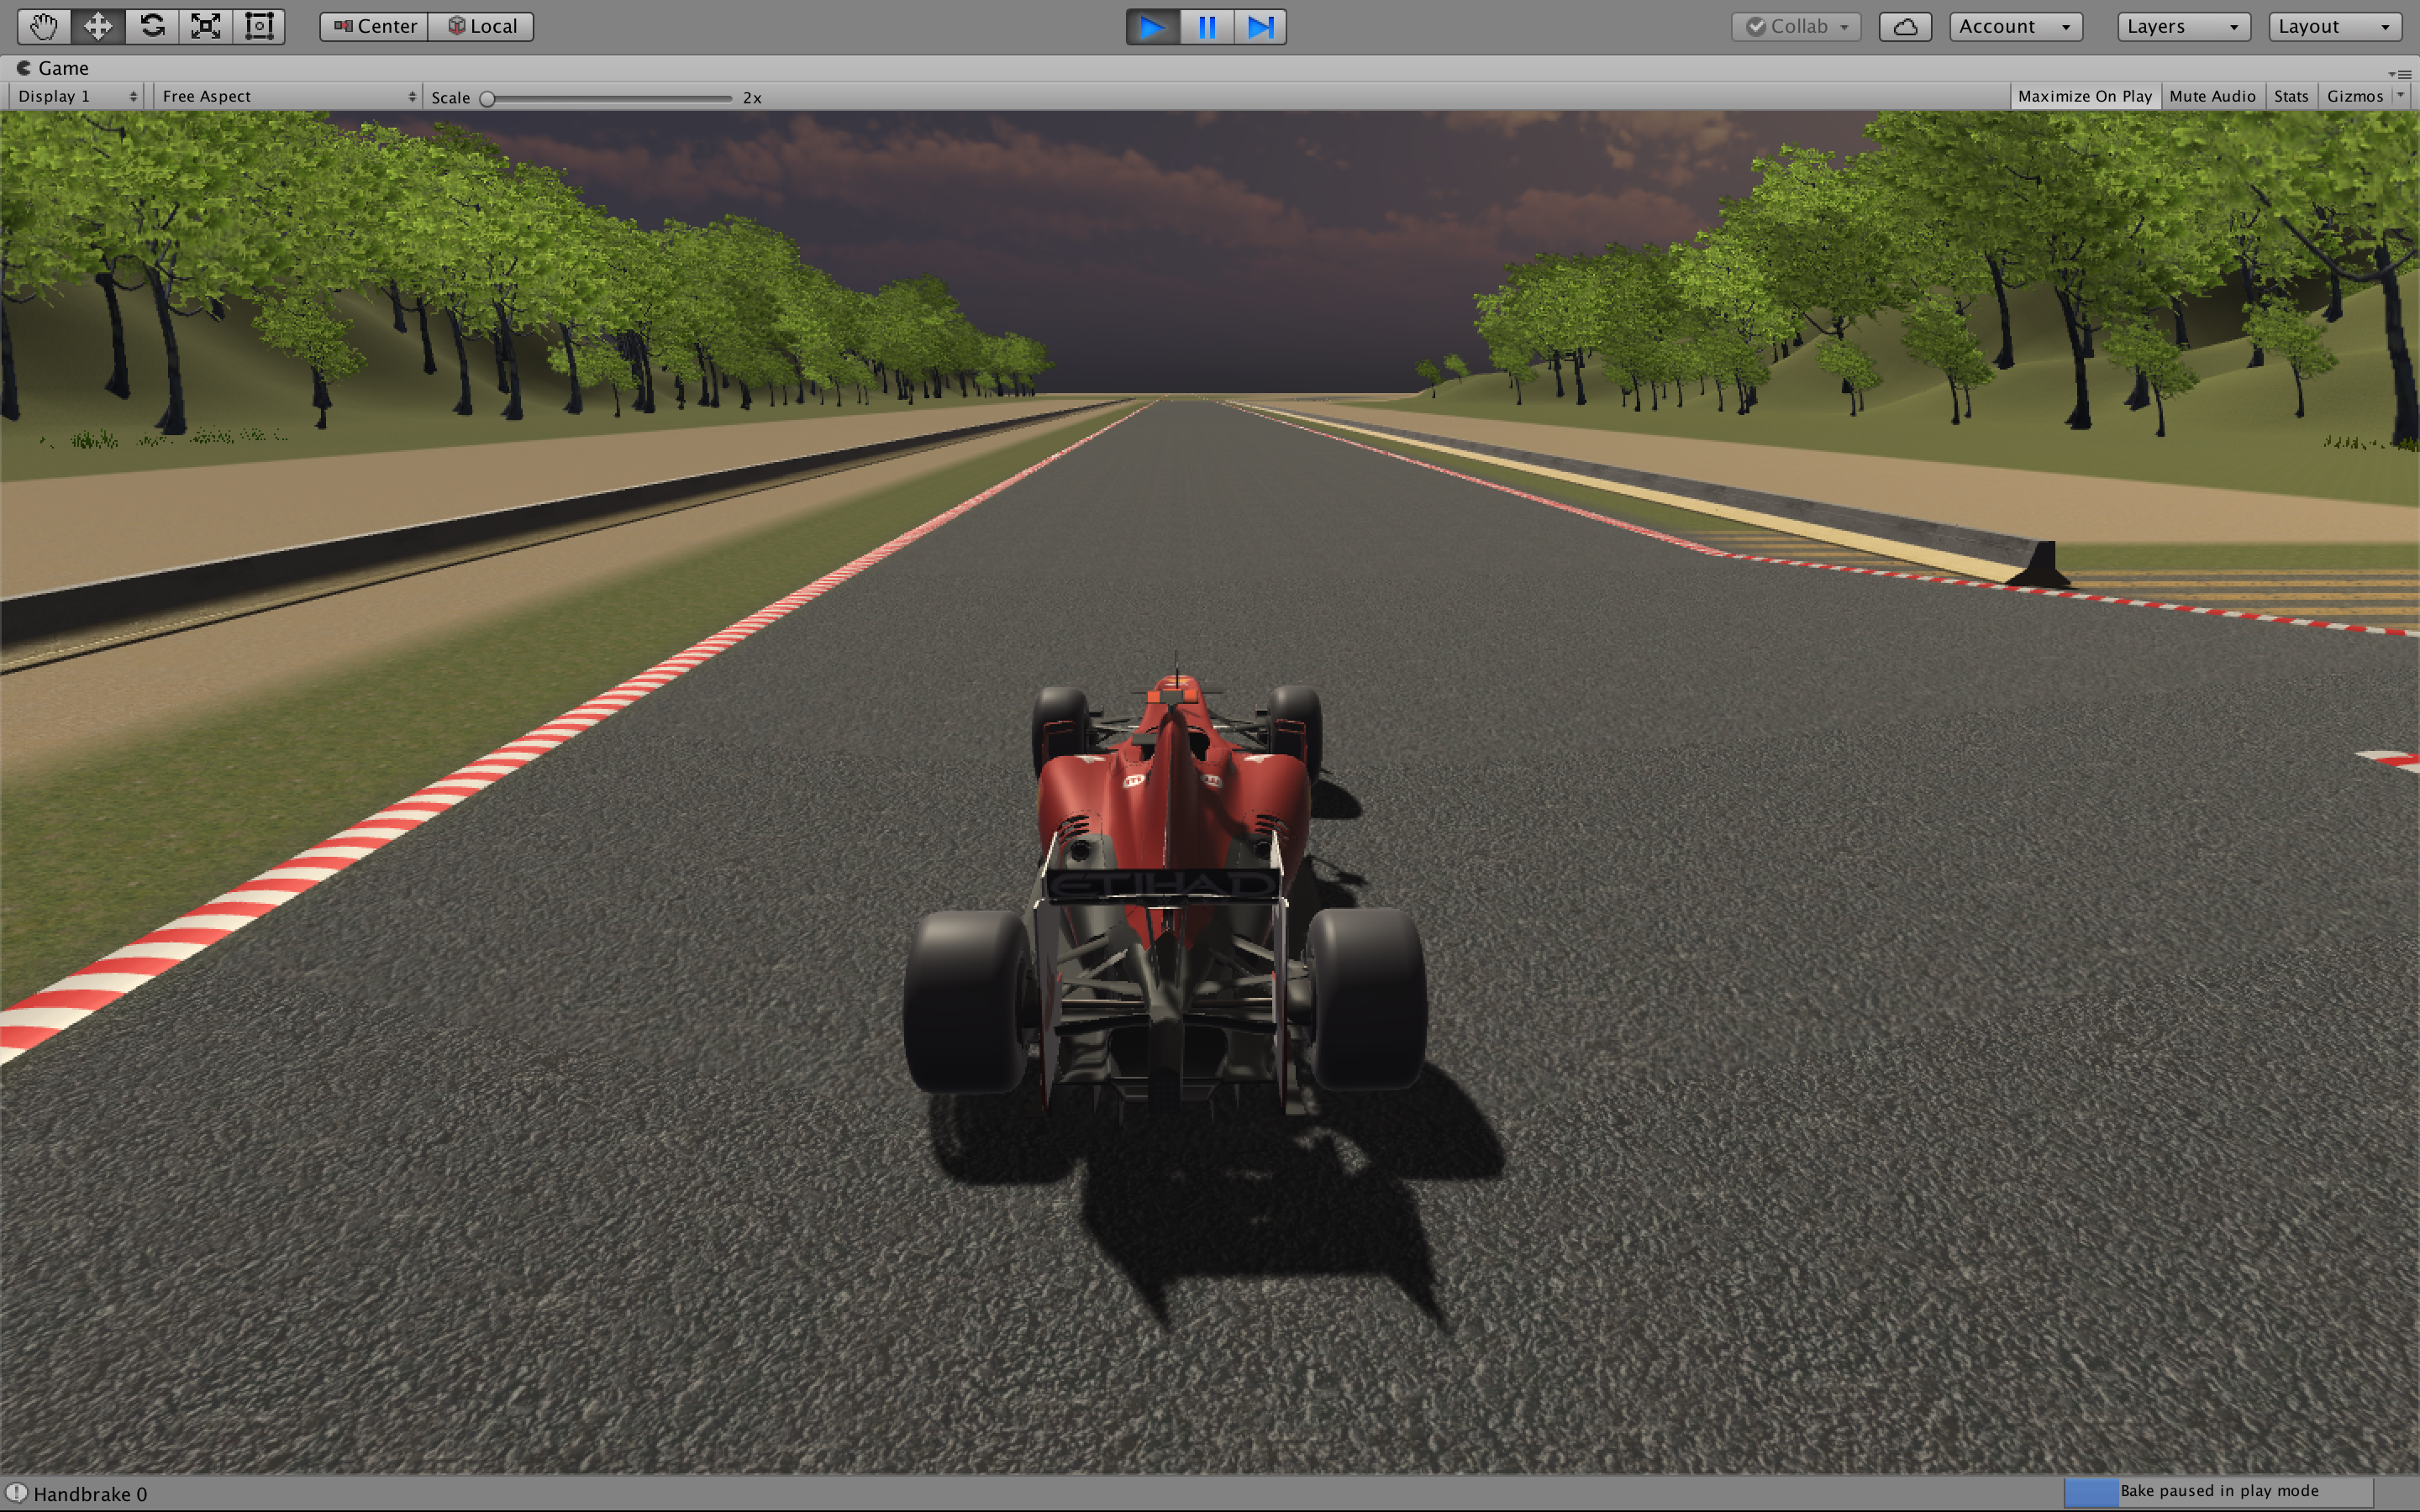 Center Local Collab Account Layers Layout
Game
Display 1 Free Aspect Scale 2x Maximize On Play Mute Audio Stats Gizmos
ETIHAD
Handbrake 0 Bake paused in play mode